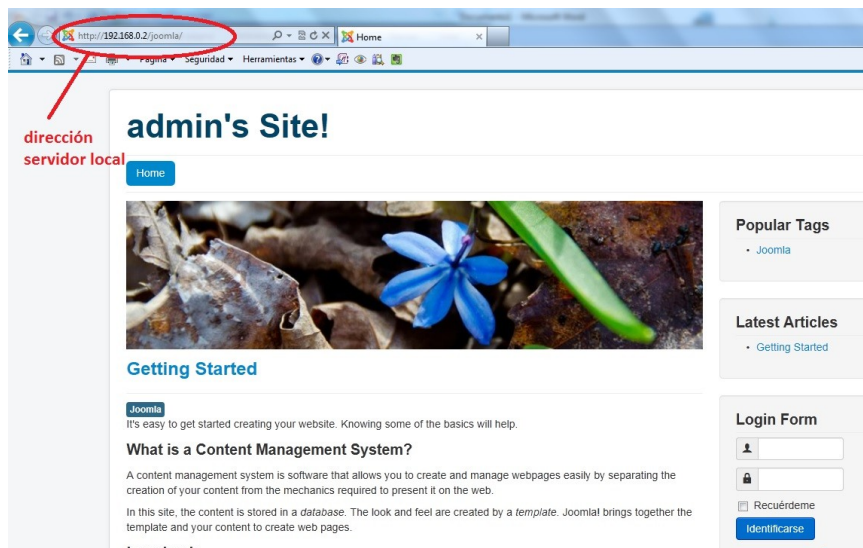 http://192.168.0.2/joomla/
Home
Página Seguridad Herramientas
dirección
servidor local
admin's Site!
Home
Popular Tags
• Joomla
Latest Articles
• Getting Started
Getting Started
Joomla
It's easy to get started creating your website. Knowing some of the basics will help.
What is a Content Management System?
A content management system is software that allows you to create and manage webpages easily by separating the
creation of your content from the mechanics required to present it on the web.
In this site, the content is stored in a database. The look and feel are created by a template. Joomla! brings together the
template and your content to create web pages.
Login Form
Recuérdeme
Identificarse